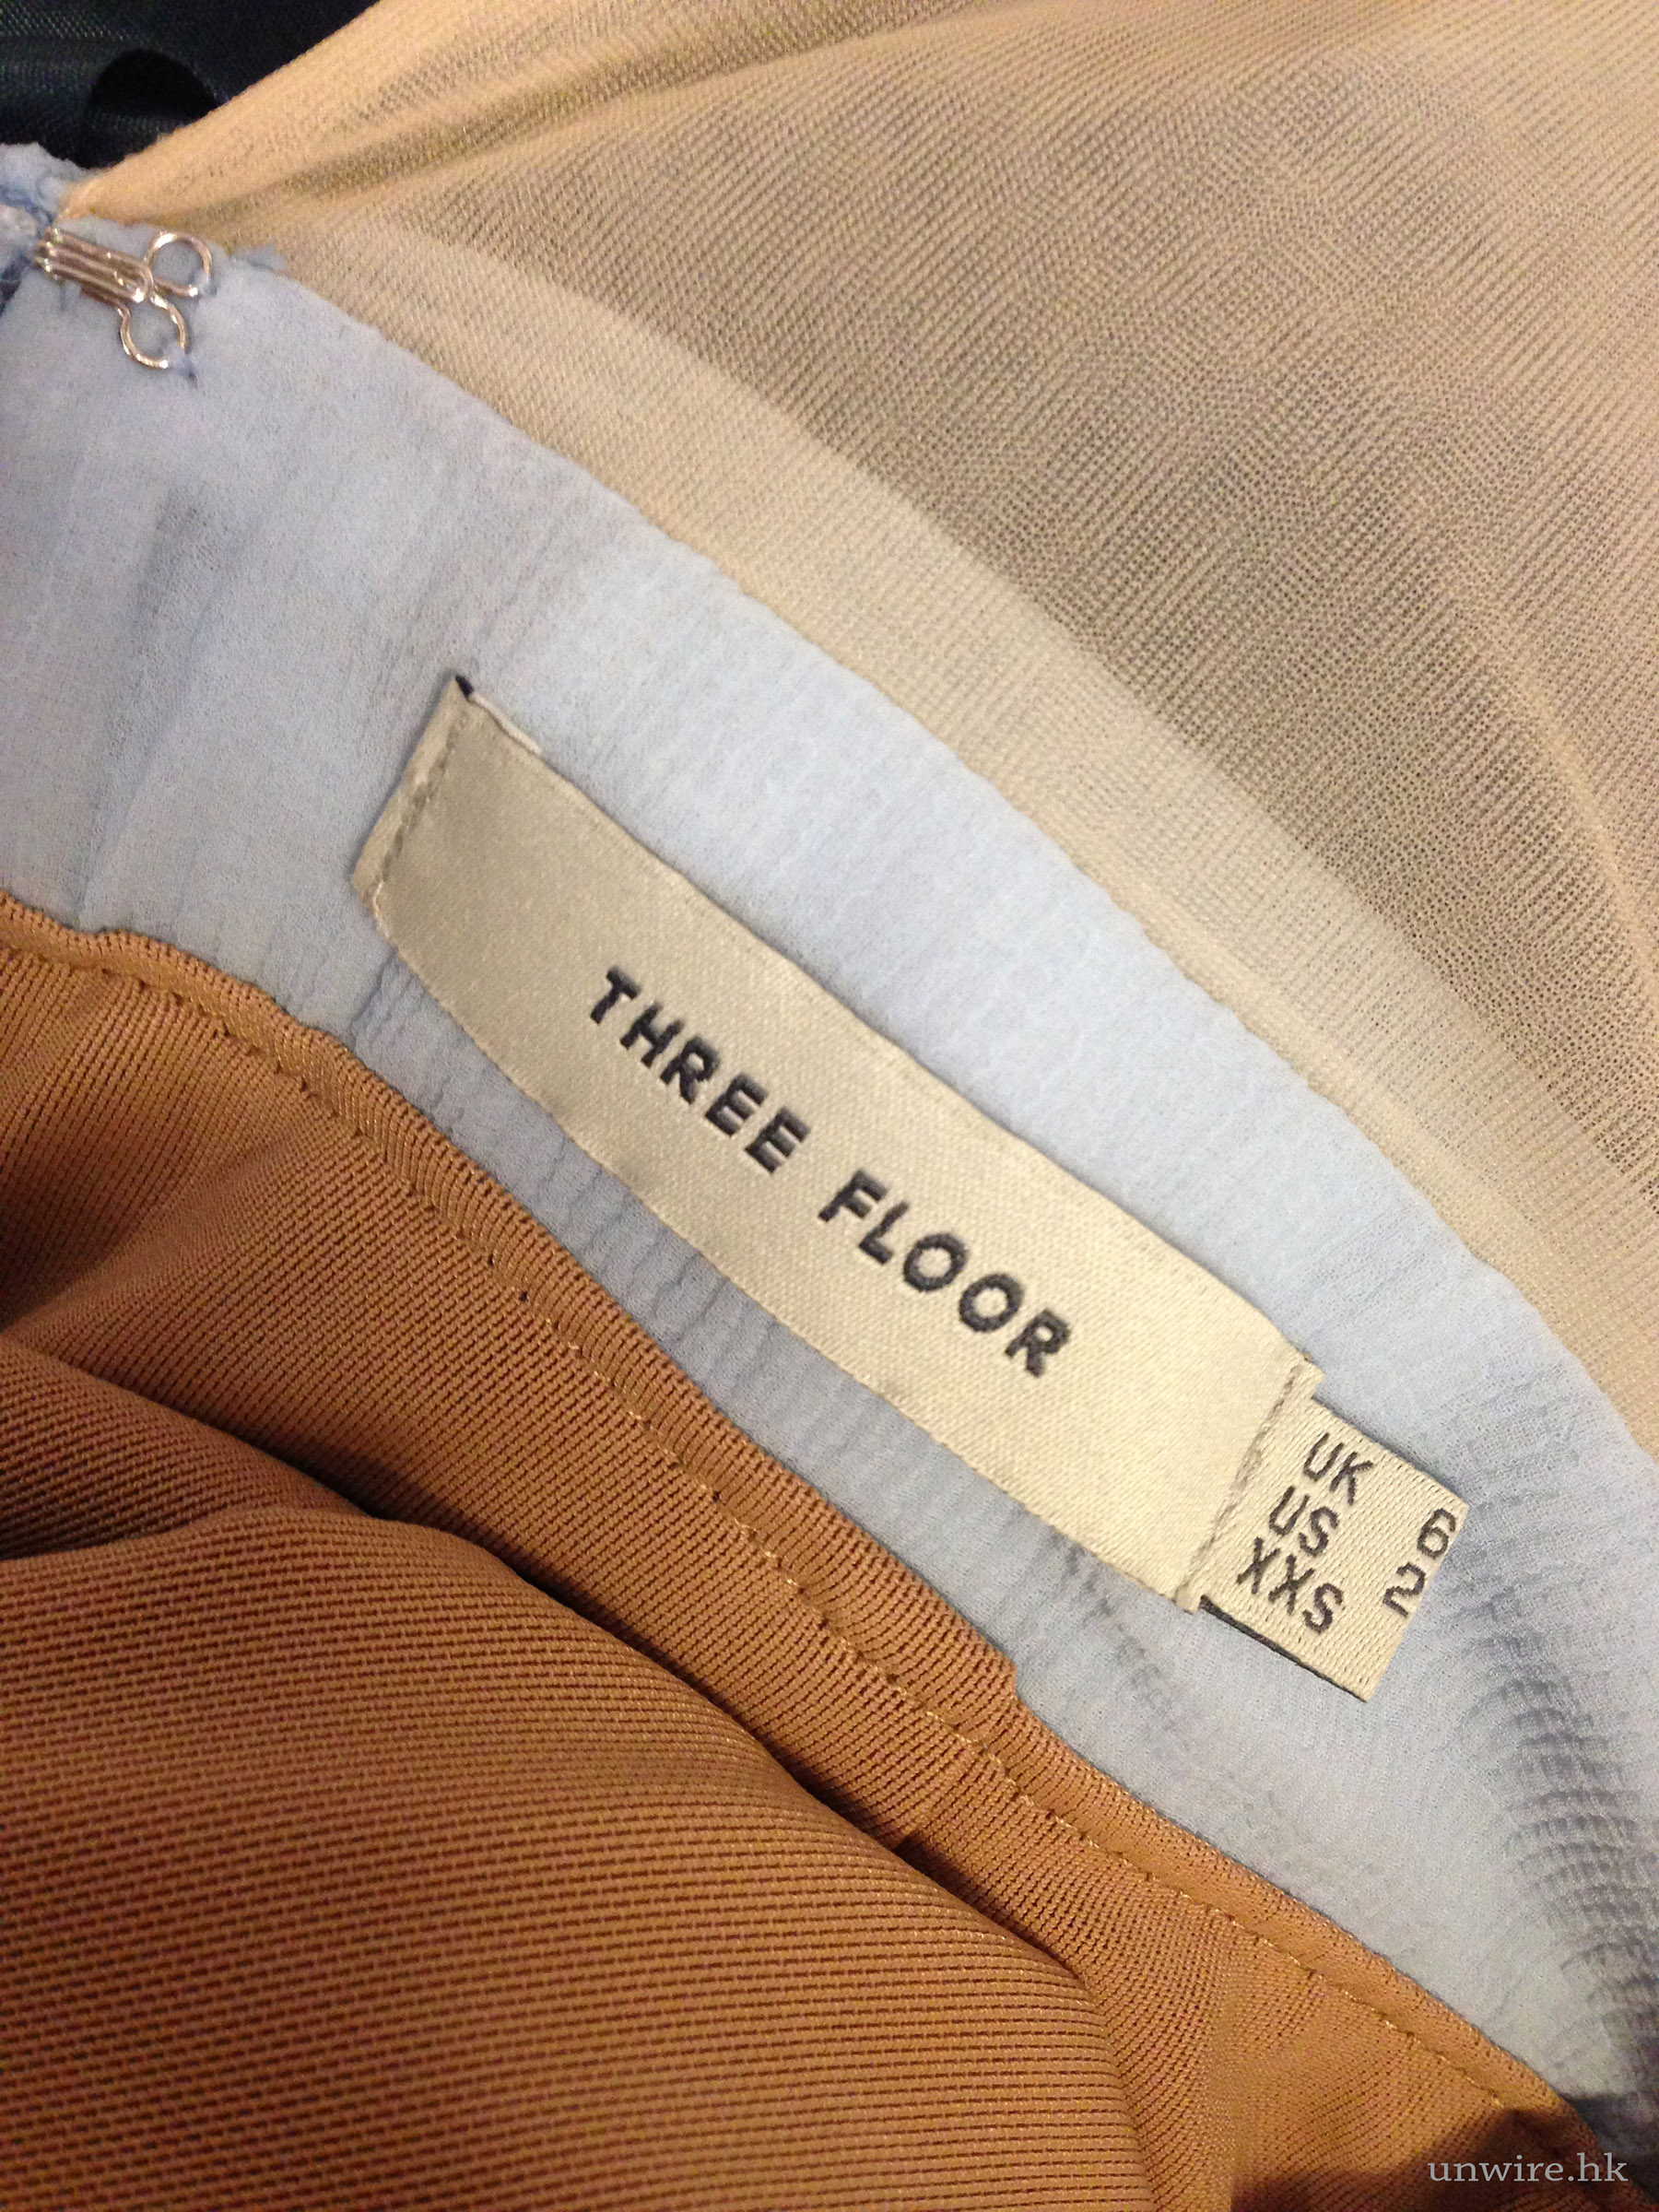 THREE FLOOR
UK 6
US 2
XXS
unwire.hk